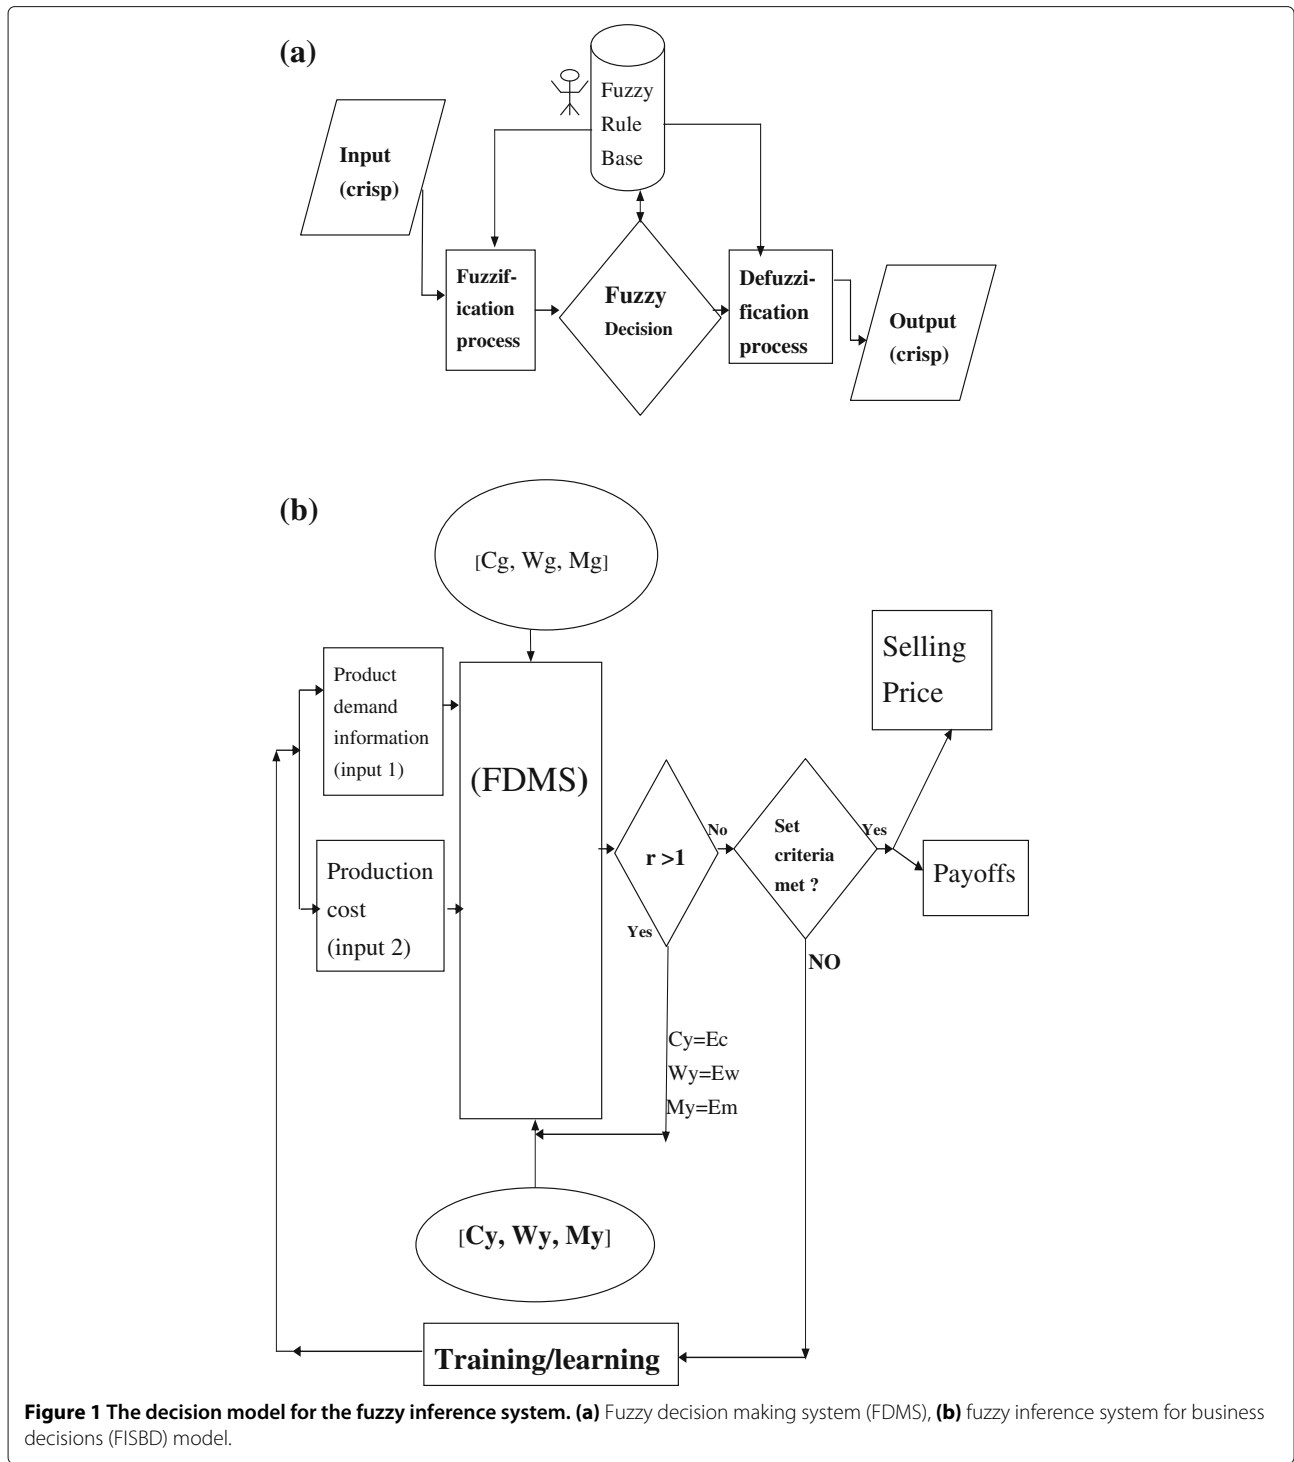 (a)
Fuzzy
Rule
Base
Input
(crisp)
Fuzzif-
ication
process
Fuzzy
Decision
Defuzzi-
fication
process
Output
(crisp)
(b)
[Cg, Wg, Mg]
Product
demand
information
(input 1)
Production
cost
(input 2)
(FDMS)
r >1
No
Yes
Set
criteria
met ?
Yes
NO
Selling
Price
Payoffs
Cy=Ec
Wy=Ew
My=Em
[Cy, Wy, My]
Training/learning
Figure 1 The decision model for the fuzzy inference system. (a) Fuzzy decision making system (FDMS), (b) fuzzy inference system for business
decisions (FISBD) model.